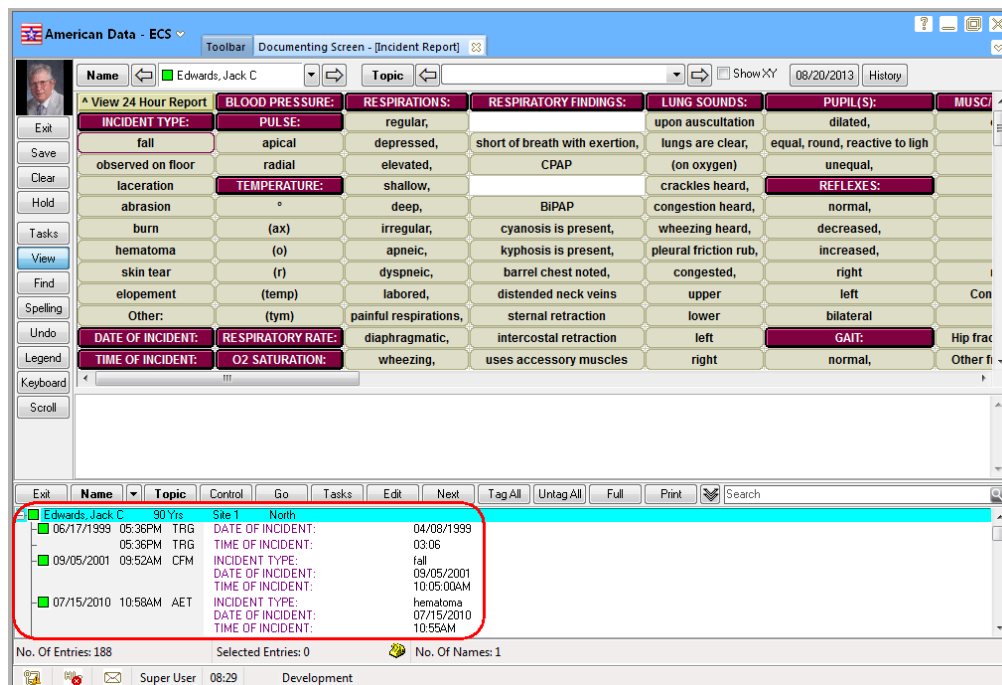 American Data - ECS
Toolbar Documenting Screen - [Incident Report]
Name Edwards, Jack C Topic Show XY 08/20/2013 History
^ View 24 Hour Report BLOOD PRESSURE: RESPIRATIONS: RESPIRATORY FINDINGS: LUNG SOUNDS: PUPIL(S): MUSC/
Exit INCIDENT TYPE: PULSE: regular, upon auscultation dilated,
Save fall apical depressed, short of breath with exertion, lungs are clear, equal, round, reactive to ligh
observed on floor radial elevated, CPAP (on oxygen) unequal,
Clear laceration TEMPERATURE: shallow, crackles heard, REFLEXES:
Hold abrasion ° deep, BiPAP congestion heard, normal,
Tasks burn (ax) irregular, cyanosis is present, wheezing heard, decreased,
View hematoma (o) apneic, kyphosis is present, pleural friction rub, increased,
Find skin tear (r) dyspneic, barrel chest noted, congested, right
elopement (temp) labored, distended neck veins upper left Con
Spelling Other: (tym) painful respirations, sternal retraction lower bilateral
Undo DATE OF INCIDENT: RESPIRATORY RATE: diaphragmatic, intercostal retraction left GAIT: Hip frac
Legend TIME OF INCIDENT: O2 SATURATION: wheezing, uses accessory muscles right normal, Other fr
Keyboard
Scroll
Exit Name Topic Control Go Tasks Edit Next Tag All Untag All Full Print Search
Edwards, Jack C 90 Yrs Site 1 North
06/17/1999 05:36PM TRG DATE OF INCIDENT: 04/08/1999
05:36PM TRG TIME OF INCIDENT: 03:06
09/05/2001 09:52AM CFM INCIDENT TYPE: fall
DATE OF INCIDENT: 09/05/2001
TIME OF INCIDENT: 10:05:00AM
07/15/2010 10:58AM AET INCIDENT TYPE: hematoma
DATE OF INCIDENT: 07/15/2010
TIME OF INCIDENT: 10:55AM
No. Of Entries: 188 Selected Entries: 0 No. Of Names: 1
Super User 08:29 Development